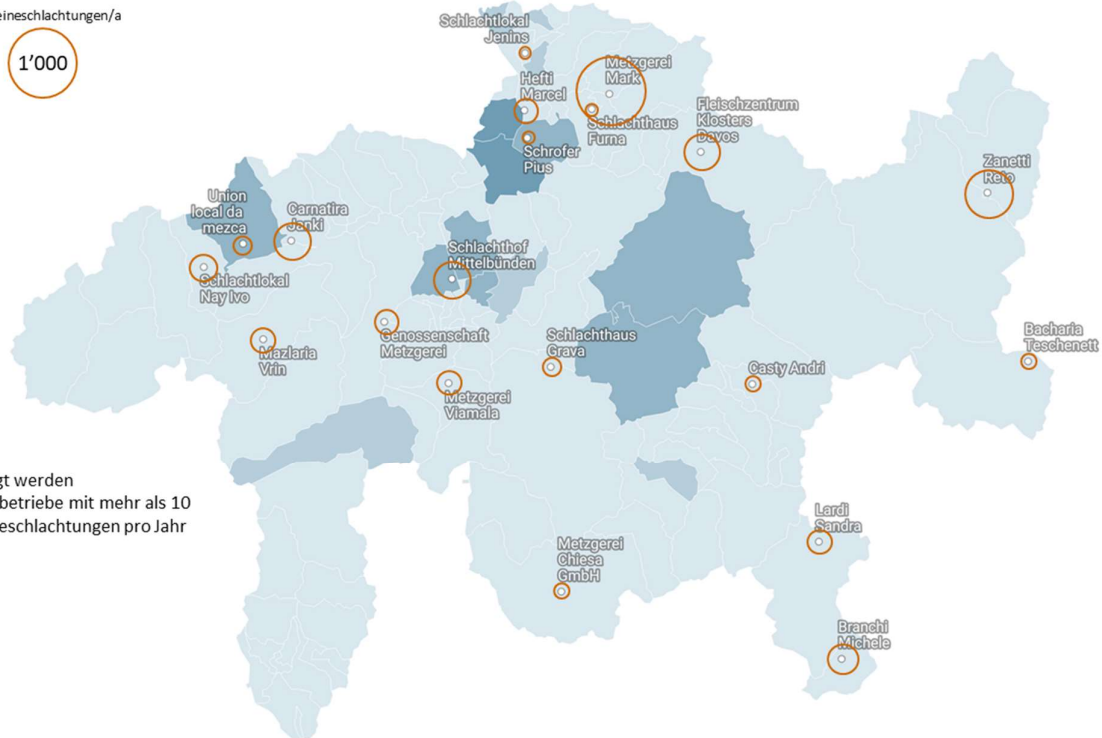 eineschlachtungen/a
1’000
Schlachtlokal
Jenins
Hefti
Marcel
Metzgerei
Mark
Schlachthaus
Furna
Schrofer
Pius
Fleischzentrum
Klosters
Davos
Zanetti
Reto
Union
local da
mezca
Carnatira
Janki
Schlachtlokal
Nay Ivo
Schlachthof
Mittelbünden
Mazlaria
Vrin
Genossenschaft
Metzgerei
Schlachthaus
Grava
Bacharia
Teschenett
Casty Andri
Metzgerei
Viamala
gt werden
betriebe mit mehr als 10
eschlachtungen pro Jahr
Lardi
Sandra
Metzgerei
Chiesa
GmbH
Branchi
Michele